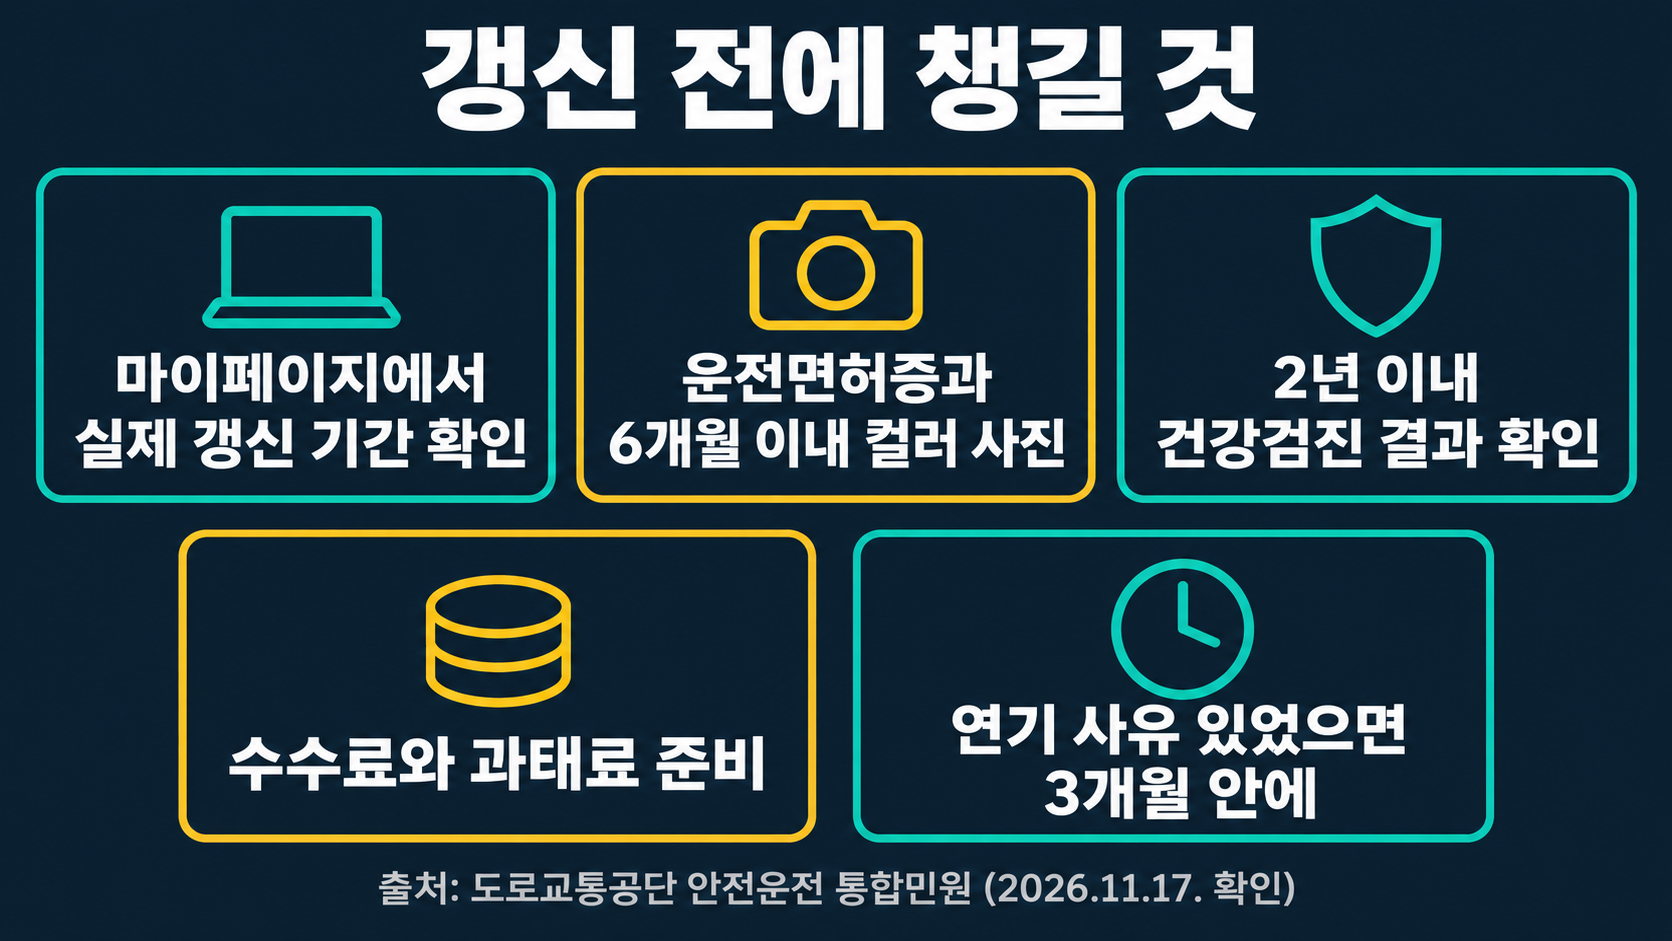 갱신 전에 챙길 것
마이페이지에서
실제 갱신 기간 확인
운전면허증과
6개월 이내 컬러 사진
2년 이내
건강검진 결과 확인
수수료와 과태료 준비
연기 사유 있었으면
3개월 안에
출처: 도로교통공단 안전운전 통합민원 (2026.11.17. 확인)